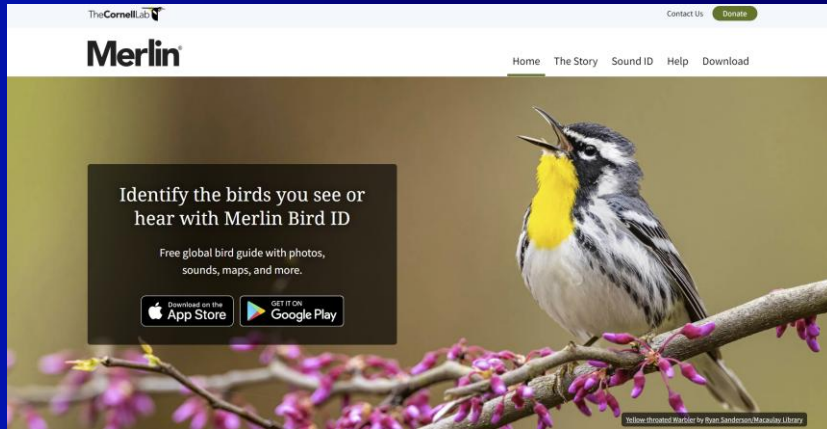 TheCornellLab
Contact Us
Donate
Merlin
Home
The Story
Sound ID
Help
Download
Identify the birds you see or
hear with Merlin Bird ID
Free global bird guide with photos,
sounds, maps, and more.
Download on the
App Store
GET IT ON
Google Play
Yellow-throated Warbler by Ryan Sanderson/Macaulay Library